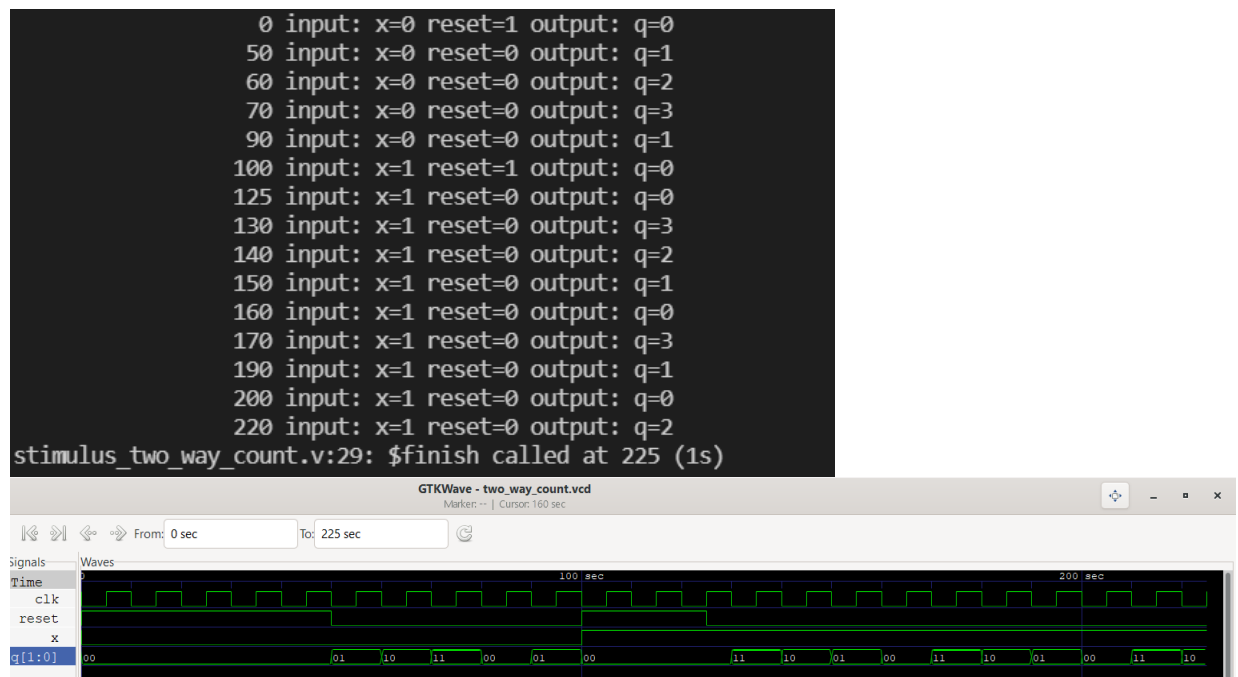 0 input: x=0 reset=1 output: q=0
50 input: x=0 reset=0 output: q=1
60 input: x=0 reset=0 output: q=2
70 input: x=0 reset=0 output: q=3
90 input: x=0 reset=0 output: q=1
100 input: x=1 reset=1 output: q=0
125 input: x=1 reset=0 output: q=0
130 input: x=1 reset=0 output: q=3
140 input: x=1 reset=0 output: q=2
150 input: x=1 reset=0 output: q=1
160 input: x=1 reset=0 output: q=0
170 input: x=1 reset=0 output: q=3
190 input: x=1 reset=0 output: q=1
200 input: x=1 reset=0 output: q=0
220 input: x=1 reset=0 output: q=2
stimulus_two_way_count.v:29: $finish called at 225 (1s)
GTKWave - two_way_count.vcd
Marker: -- | Cursor: 160 sec
From: 0 sec To: 225 sec
Signals Waves
Time 0 100 sec 200 sec
clk
reset
x
q[1:0] 00 01 10 11 00 01 00 11 10 01 00 11 10 01 00 11 10